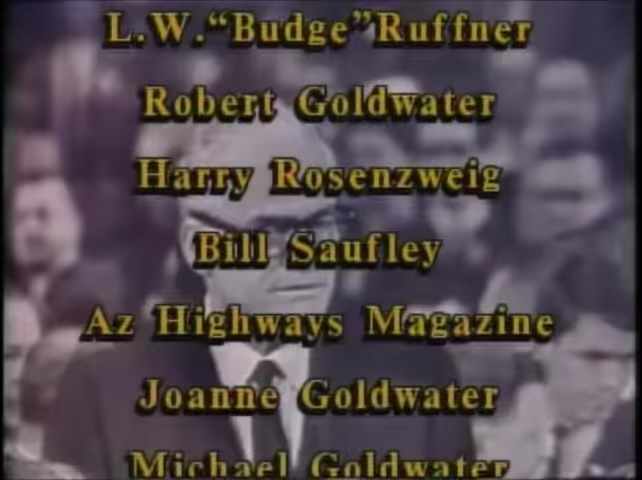 L.W.“Budge”Ruffner
Robert Goldwater
Harry Rosenzweig
Bill Saufley
Az Highways Magazine
Joanne Goldwater
Michael Goldwater